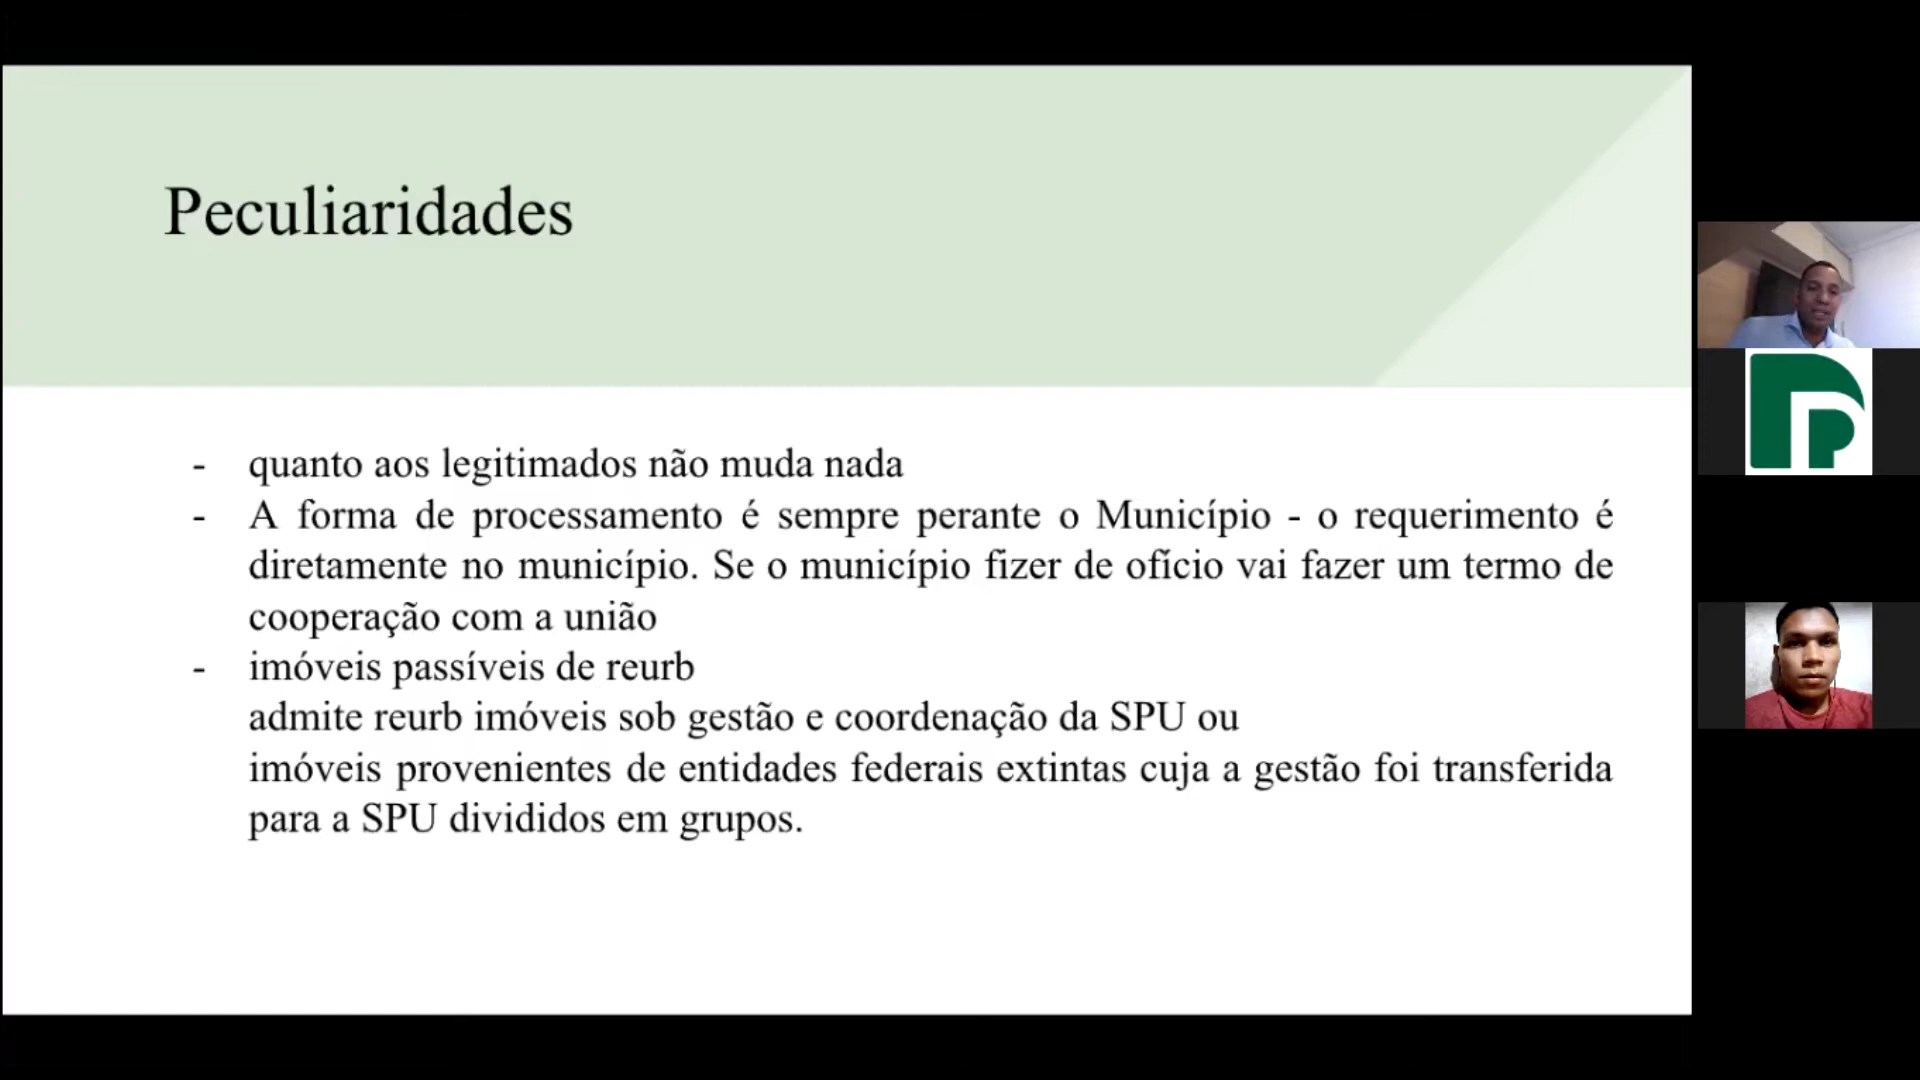 Peculiaridades
- quanto aos legitimados não muda nada
- A forma de processamento é sempre perante o Município - o requerimento é
diretamente no município. Se o município fizer de ofício vai fazer um termo de
cooperação com a união
- imóveis passíveis de reurb
admite reurb imóveis sob gestão e coordenação da SPU ou
imóveis provenientes de entidades federais extintas cuja a gestão foi transferida
para a SPU divididos em grupos.